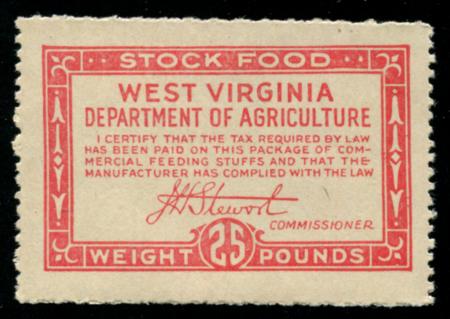 STOCK FOOD
WEST VIRGINIA
DEPARTMENT OF AGRICULTURE
I CERTIFY THAT THE TAX REQUIRED BY LAW
HAS BEEN PAID ON THIS PACKAGE OF COM-
MERCIAL FEEDING STUFFS AND THAT THE
MANUFACTURER HAS COMPLIED WITH THE LAW
J H Stewart
COMMISSIONER
WEIGHT 25 POUNDS